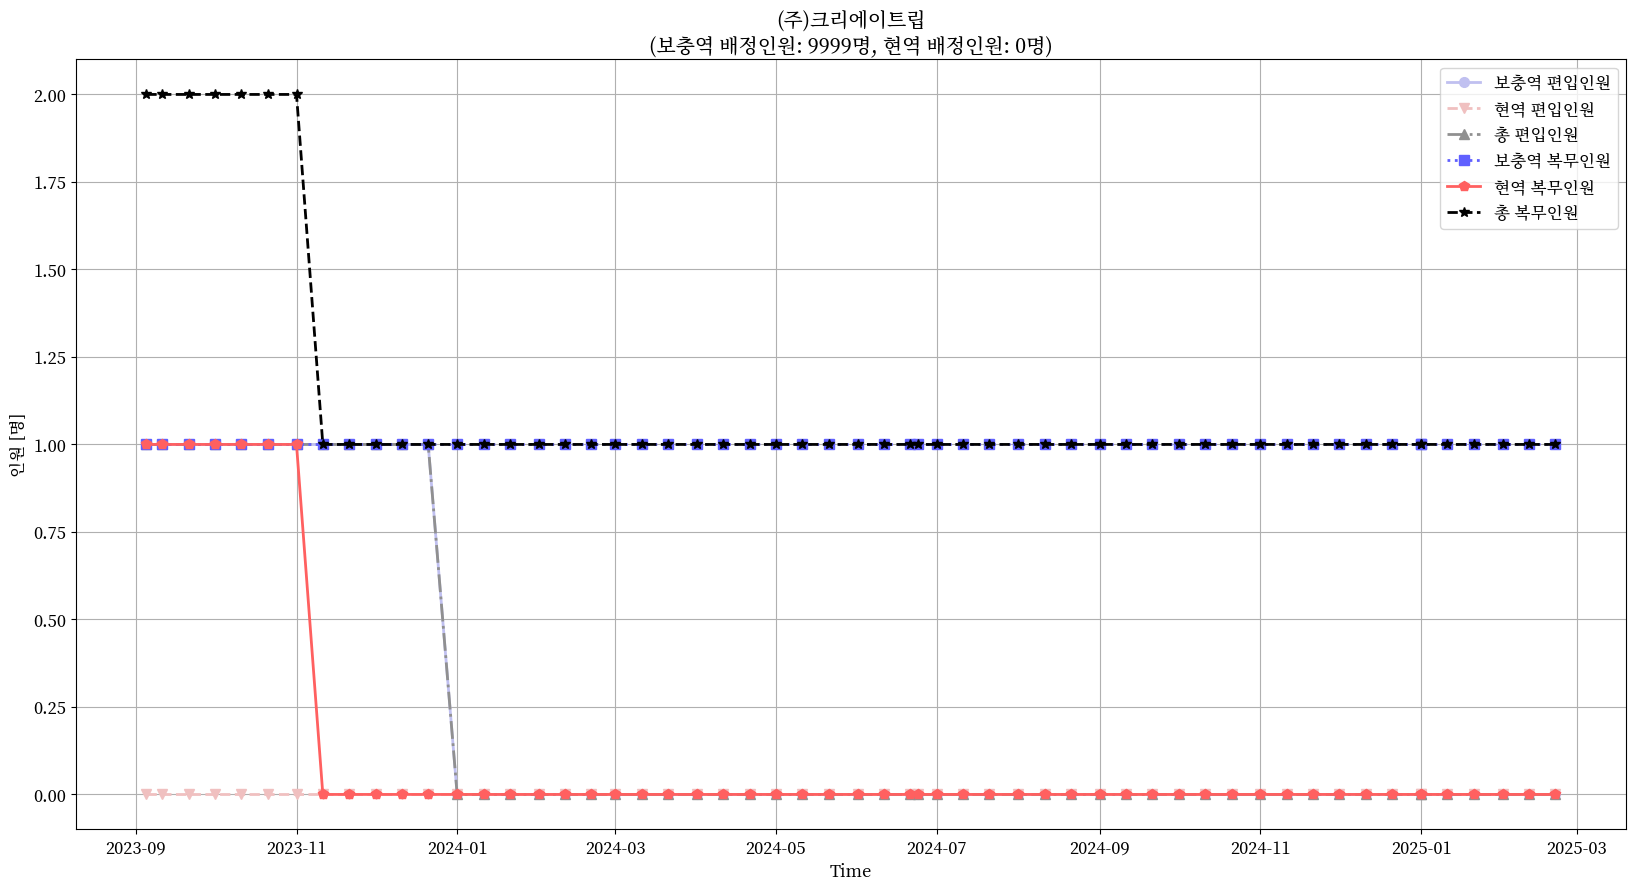 (주)크리에이트립
(보충역 배정인원: 9999명, 현역 배정인원: 0명)
보충역 편입인원
현역 편입인원
총 편입인원
보충역 복무인원
현역 복무인원
총 복무인원
인원 [명]
2.00
1.75
1.50
1.25
1.00
0.75
0.50
0.25
0.00
2023-09 2023-11 2024-01 2024-03 2024-05 2024-07 2024-09 2024-11 2025-01 2025-03
Time